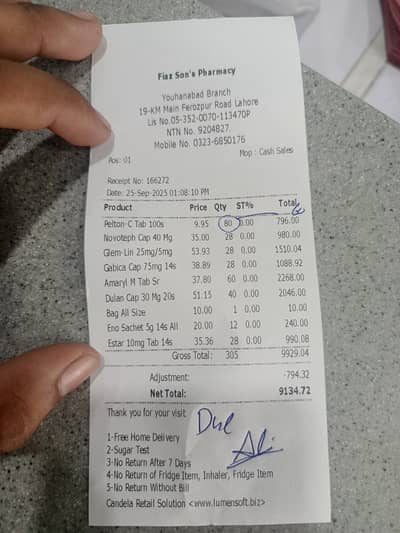 Fiaz Son's Pharmacy
Youhanabad Branch
19-KM Main Ferozpur Road Lahore
Lis No.05-352-0070-113470P
NTN No. 9204827.
Mobile No. 0323-6850176
Pos: 01 Mop : Cash Sales
Receipt No: 166272
Date: 25-Sep-2025 01:08:10 PM
Product Price Qty ST% Total
Pelton-C Tab 100s 9.95 80 0.00 796.00
Novoteph Cap 40 Mg 35.00 28 0.00 980.00
Glem-Lin 25mg/5mg 53.93 28 0.00 1510.04
Gabica Cap 75mg 14s 38.89 28 0.00 1088.92
Amaryl M Tab Sr 37.80 60 0.00 2268.00
Dulan Cap 30 Mg 20s 51.15 40 0.00 2046.00
Bag All Size 10.00 1 0.00 10.00
Eno Sachet 5g 14s All 20.00 12 0.00 240.00
Estar 10mg Tab 14s 35.36 28 0.00 990.08
Gross Total: 305 9929.04
Adjustment: -794.32
Net Total: 9134.72
Thank you for your visit
Due
1-Free Home Delivery
2-Sugar Test
3-No Return After 7 Days
4-No Return of Fridge Item, Inhaler, Fridge Item
5-No Return Without Bill
Candela Retail Solution <www.lumensoft.biz>